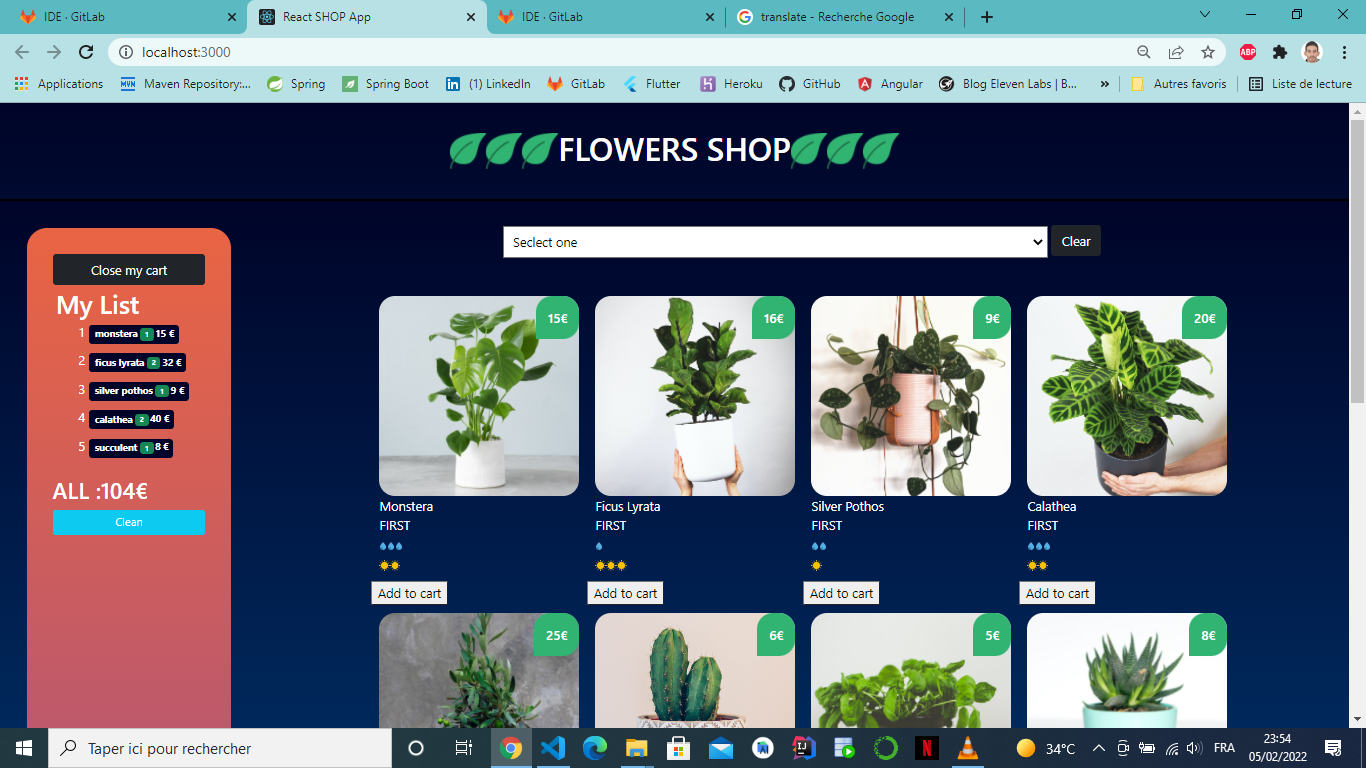 IDE · GitLab
React SHOP App
IDE · GitLab
translate - Recherche Google
localhost:3000
ABP
Applications
Maven Repository:...
Spring
Spring Boot
(1) LinkedIn
GitLab
Flutter
Heroku
GitHub
Angular
Blog Eleven Labs | B...
»
Autres favoris
Liste de lecture
FLOWERS SHOP
Seclect one
Clear
Close my cart
My List
1 monstera 1 15 €
2 ficus lyrata 2 32 €
3 silver pothos 1 9 €
4 calathea 2 40 €
5 succulent 1 8 €
ALL :104€
Clean
15€
16€
9€
20€
Monstera
FIRST
Add to cart
Ficus Lyrata
FIRST
Add to cart
Silver Pothos
FIRST
Add to cart
Calathea
FIRST
Add to cart
25€
6€
5€
8€
Taper ici pour rechercher
34°C
FRA
23:54
05/02/2022